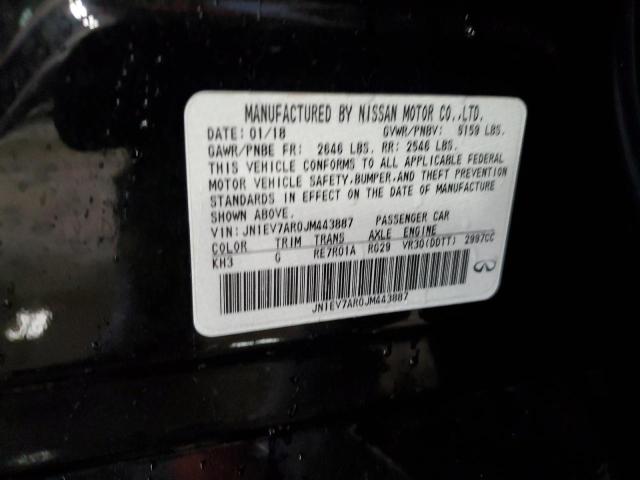 MANUFACTURED BY NISSAN MOTOR CO.,LTD.
DATE: 01/18 GVWR/PNBV: 5159 LBS.
GAWR/PNBE FR: 2646 LBS. RR: 2546 LBS.
THIS VEHICLE CONFORMS TO ALL APPLICABLE FEDERAL
MOTOR VEHICLE SAFETY,BUMPER,AND THEFT PREVENTION
STANDARDS IN EFFECT ON THE DATE OF MANUFACTURE
SHOWN ABOVE.
VIN: JN1EV7AR0JM443887 PASSENGER CAR
COLOR TRIM TRANS AXLE ENGINE
KH3 G RE7R01A RG29 VR30(DDTT) 2997CC
JN1EV7AR0JM443887